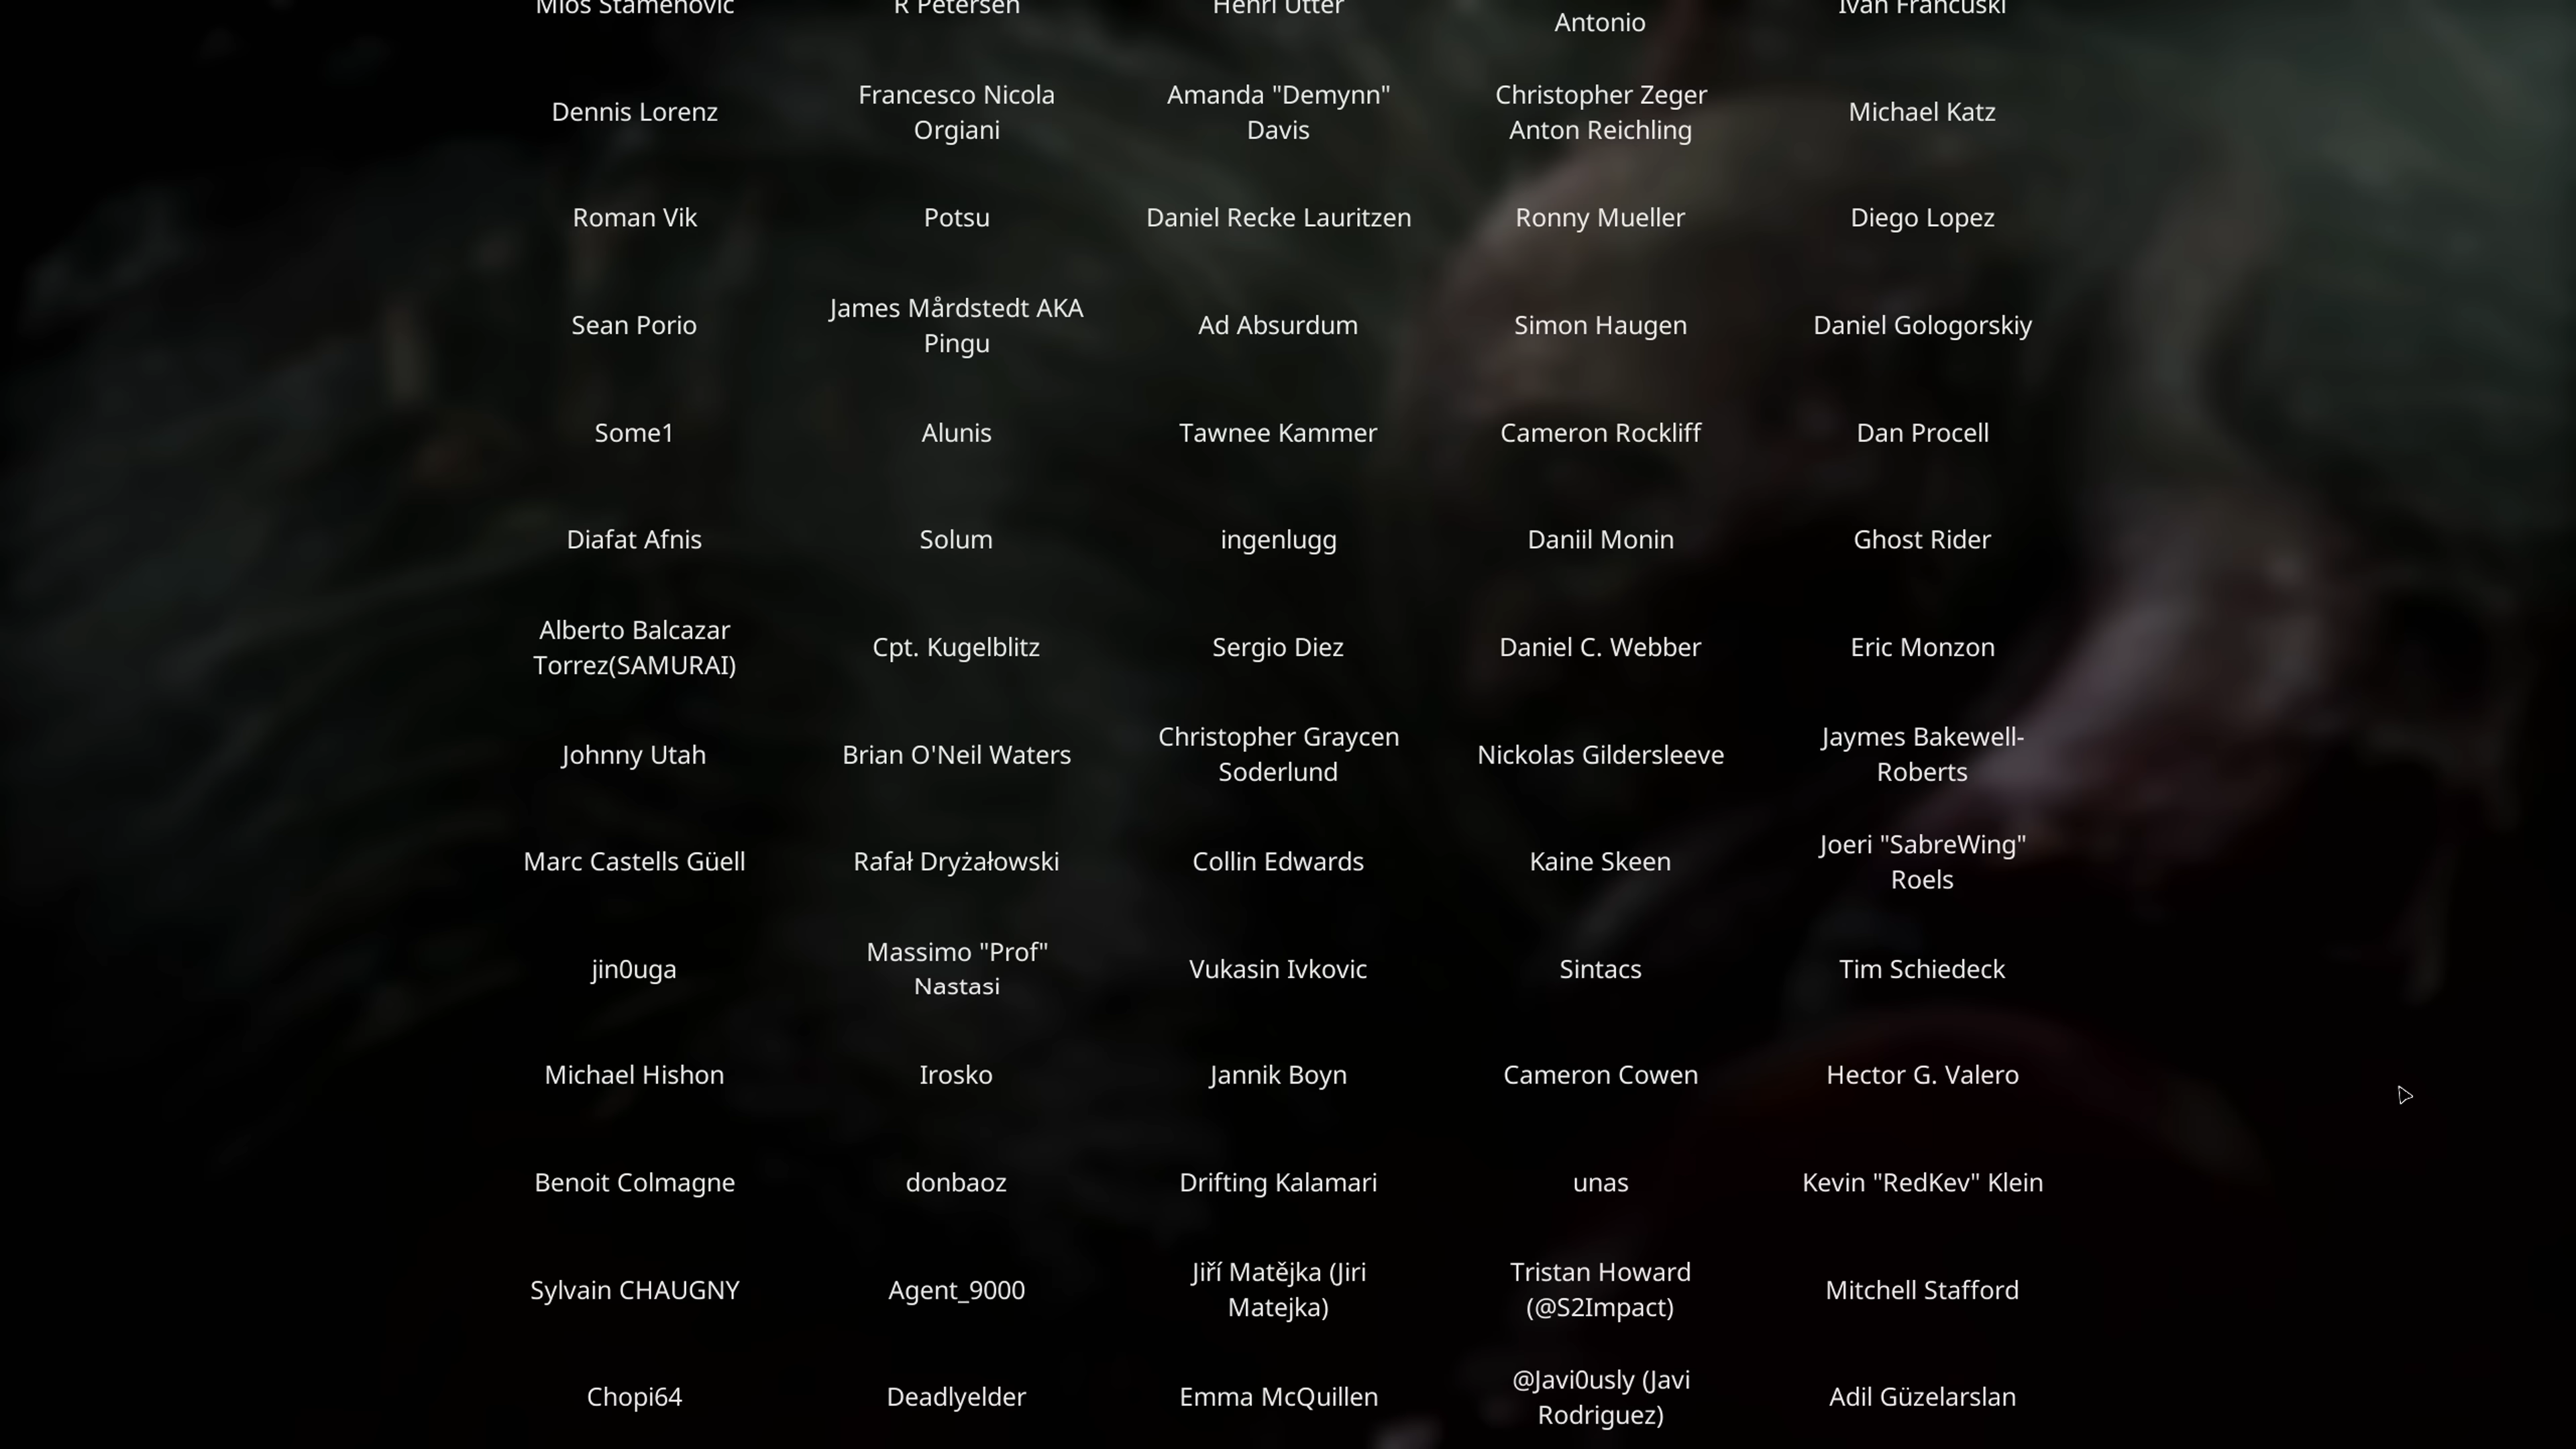 Milos Stamenovic
R Petersen
Henri Utter
Antonio
Ivan Francuski
Dennis Lorenz
Francesco Nicola
Orgiani
Amanda "Demynn"
Davis
Christopher Zeger
Anton Reichling
Michael Katz
Roman Vik
Potsu
Daniel Recke Lauritzen
Ronny Mueller
Diego Lopez
Sean Porio
James Mårdstedt AKA
Pingu
Ad Absurdum
Simon Haugen
Daniel Gologorskiy
Some1
Alunis
Tawnee Kammer
Cameron Rockliff
Dan Procell
Diafat Afnis
Solum
ingenlugg
Daniil Monin
Ghost Rider
Alberto Balcazar
Torrez(SAMURAI)
Cpt. Kugelblitz
Sergio Diez
Daniel C. Webber
Eric Monzon
Johnny Utah
Brian O'Neil Waters
Christopher Graycen
Soderlund
Nickolas Gildersleeve
Jaymes Bakewell-
Roberts
Marc Castells Güell
Rafał Dryżałowski
Collin Edwards
Kaine Skeen
Joeri "SabreWing"
Roels
jin0uga
Massimo "Prof"
Nastasi
Vukasin Ivkovic
Sintacs
Tim Schiedeck
Michael Hishon
Irosko
Jannik Boyn
Cameron Cowen
Hector G. Valero
Benoit Colmagne
donbaoz
Drifting Kalamari
unas
Kevin "RedKev" Klein
Sylvain CHAUGNY
Agent_9000
Jiří Matějka (Jiri
Matejka)
Tristan Howard
(@S2Impact)
Mitchell Stafford
Chopi64
Deadlyelder
Emma McQuillen
@Javi0usly (Javi
Rodriguez)
Adil Güzelarslan